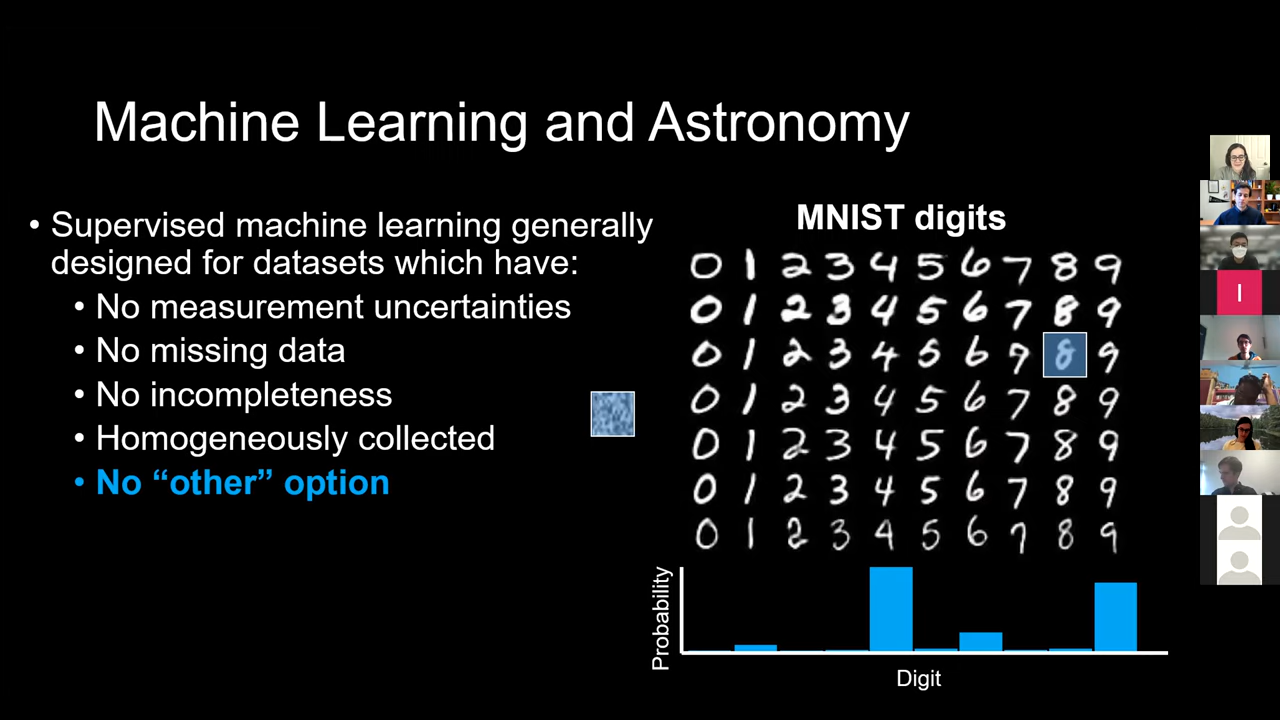 Machine Learning and Astronomy
• Supervised machine learning generally
designed for datasets which have:
• No measurement uncertainties
• No missing data
• No incompleteness
• Homogeneously collected
• No “other” option
MNIST digits
0 1 2 3 4 5 6 7 8 9
0 1 2 3 4 5 6 7 8 9
0 1 2 3 4 5 6 7 8 9
0 1 2 3 4 5 6 7 8 9
0 1 2 3 4 5 6 7 8 9
0 1 2 3 4 5 6 7 8 9
0 1 2 3 4 5 6 7 8 9
Probability
Digit
I